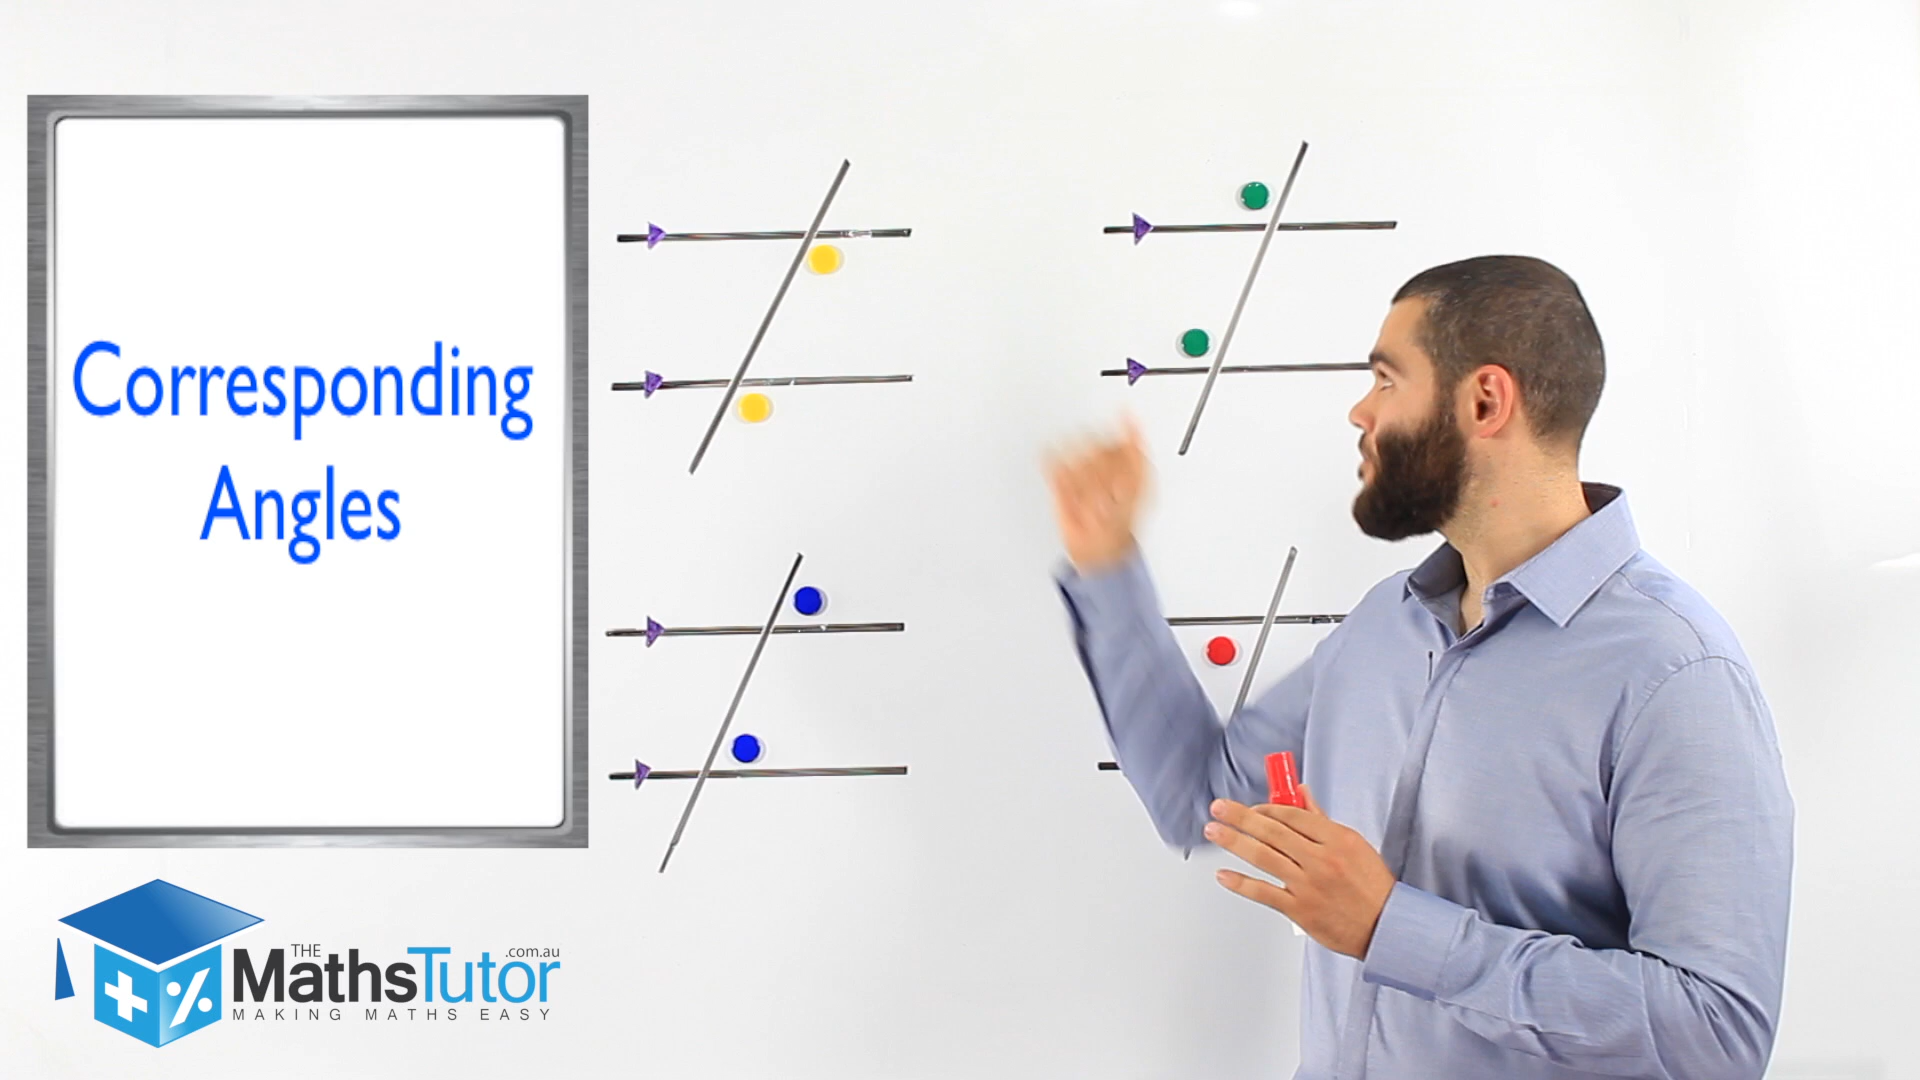 Corresponding
Angles
THE
.com.au
MathsTutor
MAKING MATHS EASY